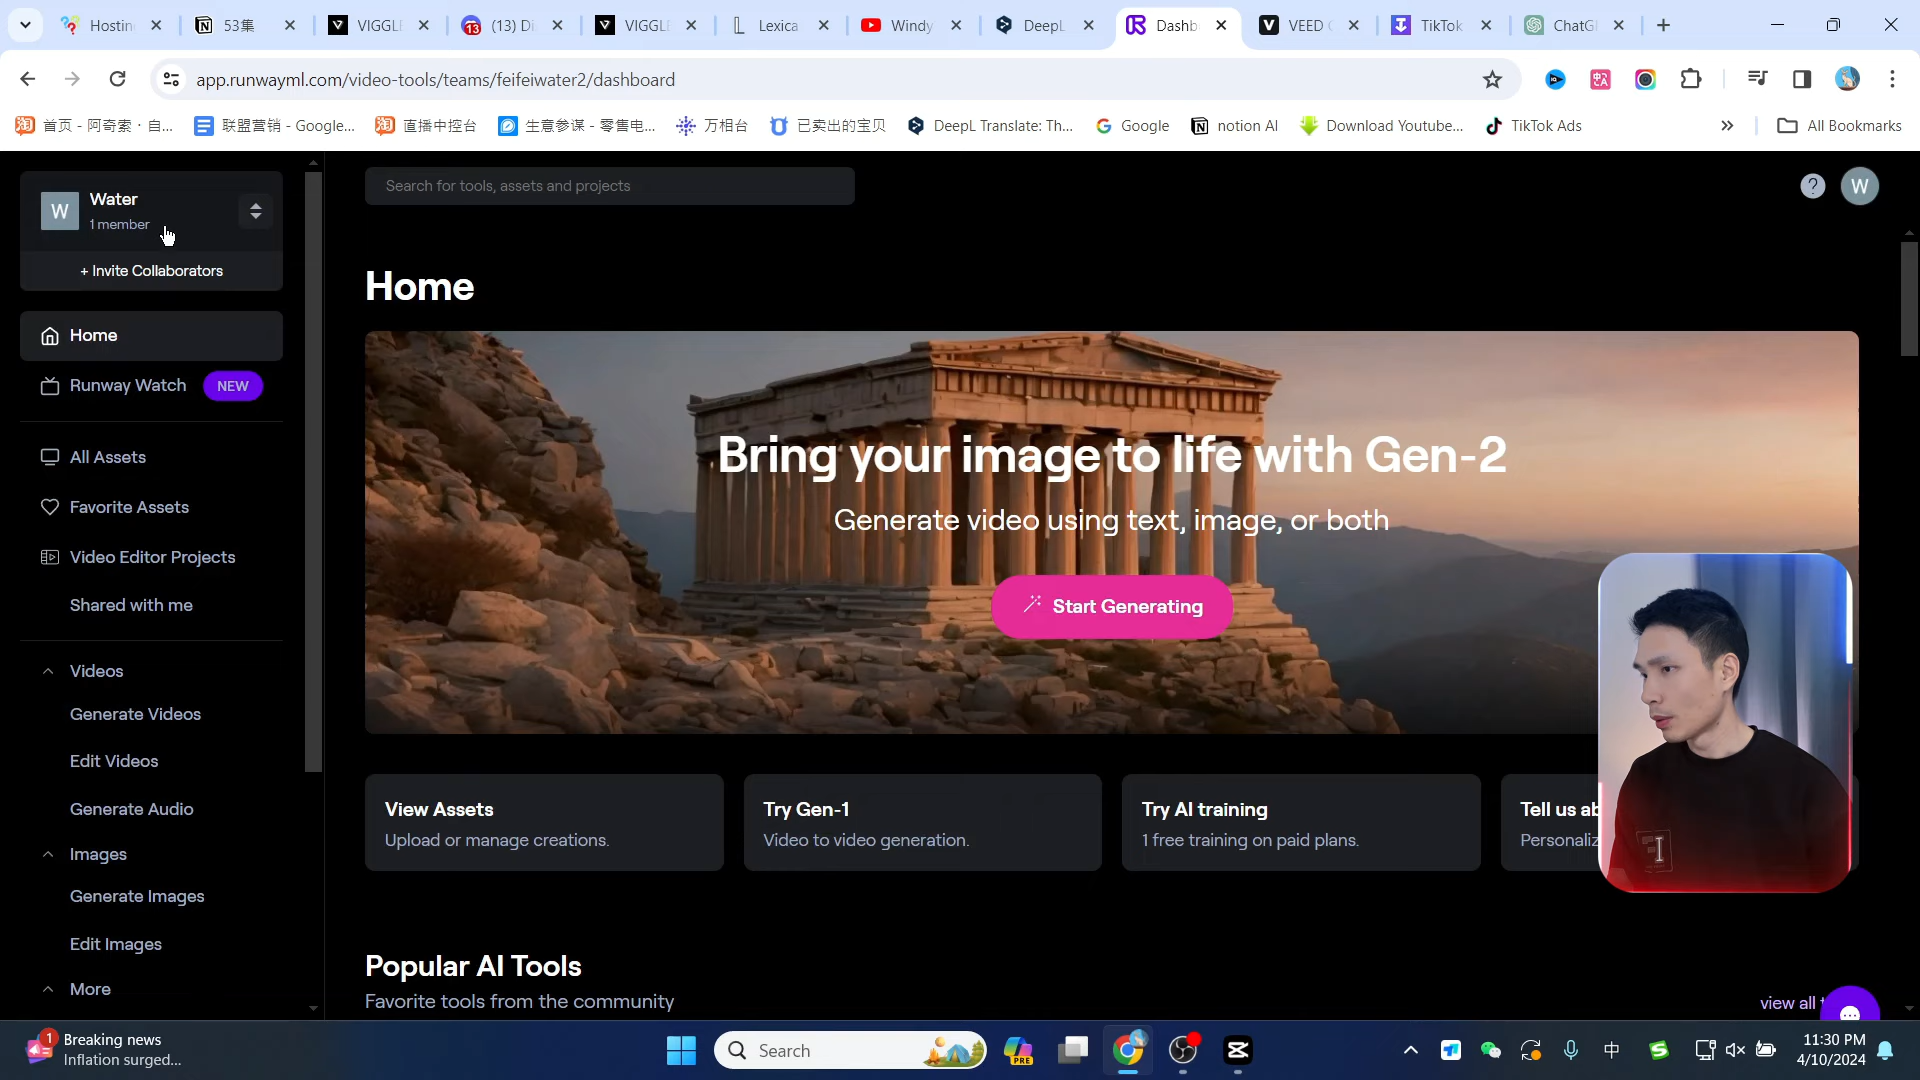 Hostin
53集
VIGGLE
(13) Di
VIGGLE
Lexica
Windy
DeepL
Dashb
VEED
TikTok
ChatG
app.runwayml.com/video-tools/teams/feifeiwater2/dashboard
首页 - 阿奇索 · 自...
联盟营销 - Google...
直播中控台
生意参谋 - 零售电...
万相台
已卖出的宝贝
DeepL Translate: Th...
Google
notion AI
Download Youtube...
TikTok Ads
All Bookmarks
W
Water
1 member
+ Invite Collaborators
Search for tools, assets and projects
?
W
Home
Runway Watch NEW
All Assets
Favorite Assets
Video Editor Projects
Shared with me
Videos
Generate Videos
Edit Videos
Generate Audio
Images
Generate Images
Edit Images
More
Home
Bring your image to life with Gen-2
Generate video using text, image, or both
Start Generating
View Assets
Upload or manage creations.
Try Gen-1
Video to video generation.
Try AI training
1 free training on paid plans.
Tell us ab
Personaliz
Popular AI Tools
Favorite tools from the community
view all t
1
Breaking news
Inflation surged...
Search
PRE
中
11:30 PM
4/10/2024